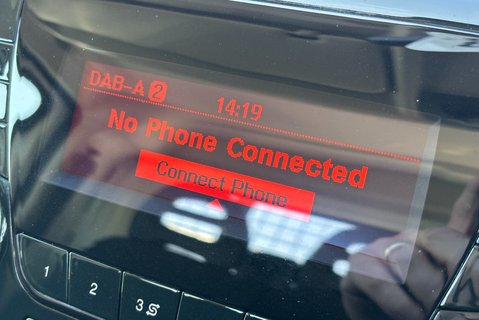 DAB-A 2
14:19
No Phone Connected
Connect Phone
1 2 3